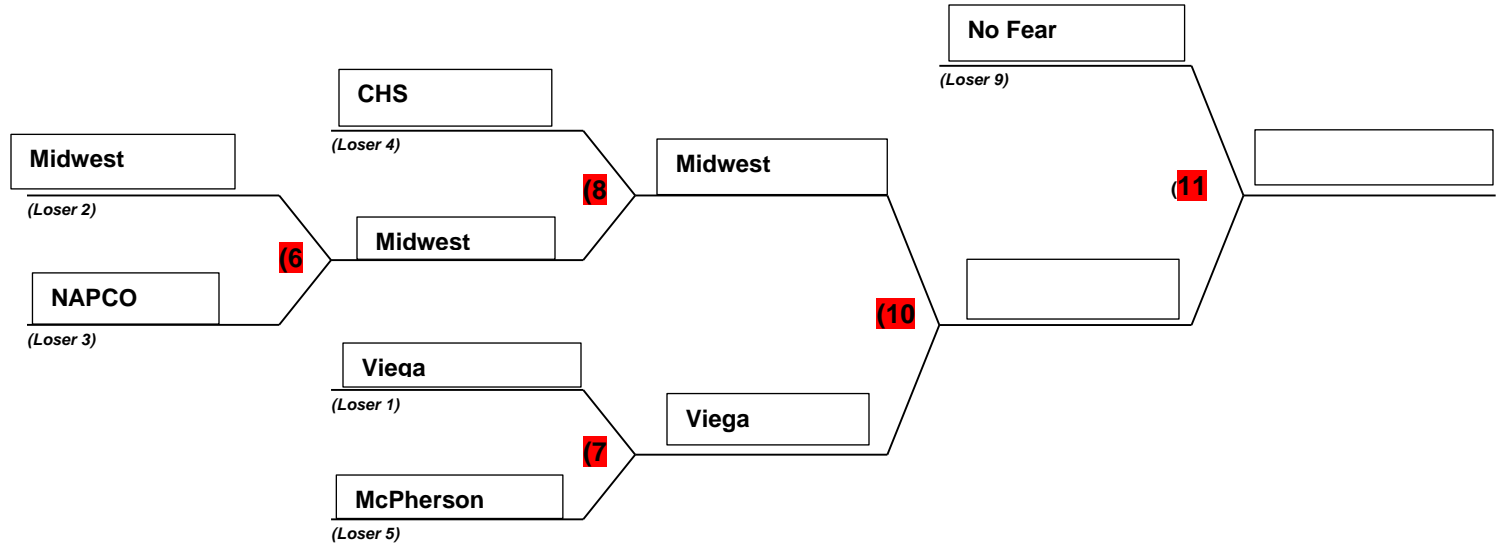 No Fear
(Loser 9)
CHS
(Loser 4)
Midwest
(Loser 2)
Midwest
(8
(11
Midwest
(6
NAPCO
(Loser 3)
(10
Viega
(Loser 1)
Viega
(7
McPherson
(Loser 5)